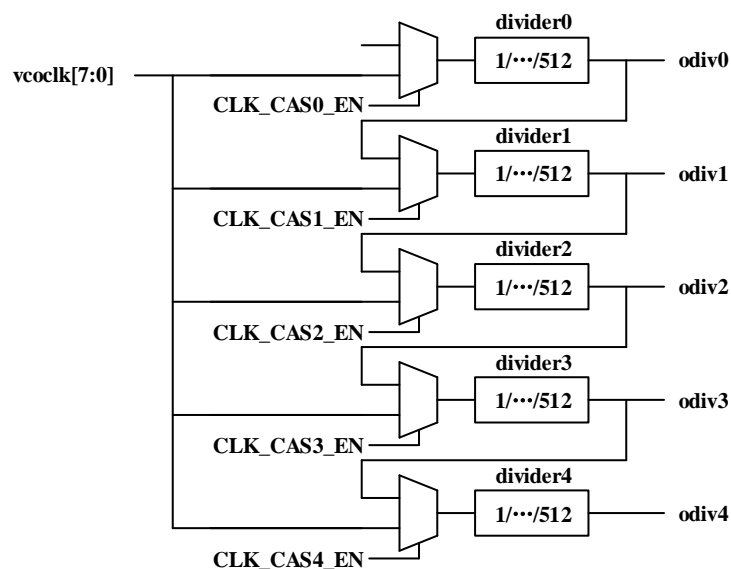 divider0
1/···/512
odiv0
vcoclk[7:0]
CLK_CAS0_EN
divider1
1/···/512
odiv1
CLK_CAS1_EN
divider2
1/···/512
odiv2
CLK_CAS2_EN
divider3
1/···/512
odiv3
CLK_CAS3_EN
divider4
1/···/512
odiv4
CLK_CAS4_EN